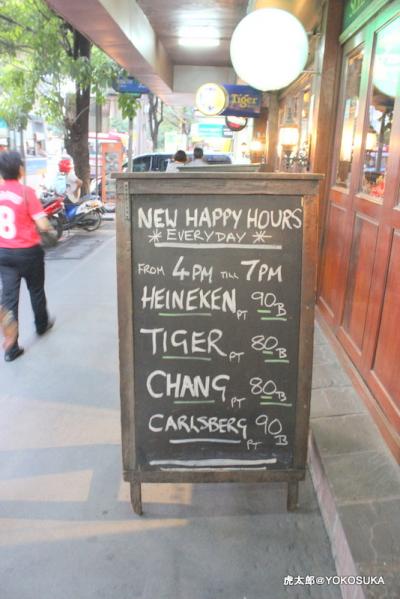 Tiger
8
NEW HAPPY HOURS
* EVERYDAY *
FROM 4PM TILL 7PM
HEINEKEN PT 90B
TIGER PT 80B
CHANG PT 80B
CARLSBERG PT 90B
虎太郎@YOKOSUKA